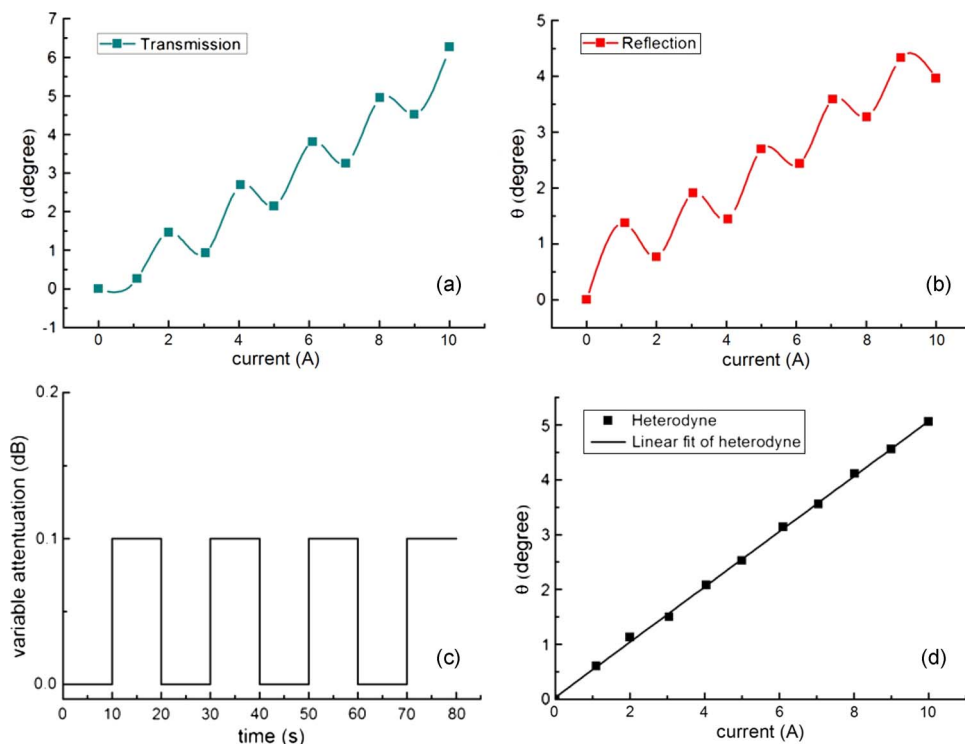 7
6
5
4
3
2
1
0
-1
θ (degree)
Transmission
(a)
0 2 4 6 8 10
current (A)
5
4
3
2
1
0
θ (degree)
Reflection
(b)
0 2 4 6 8 10
current (A)
0.2
0.1
0.0
variable attentuation (dB)
(c)
0 10 20 30 40 50 60 70 80
time (s)
5
4
3
2
1
0
θ (degree)
Heterodyne
Linear fit of heterodyne
(d)
0 2 4 6 8 10
current (A)